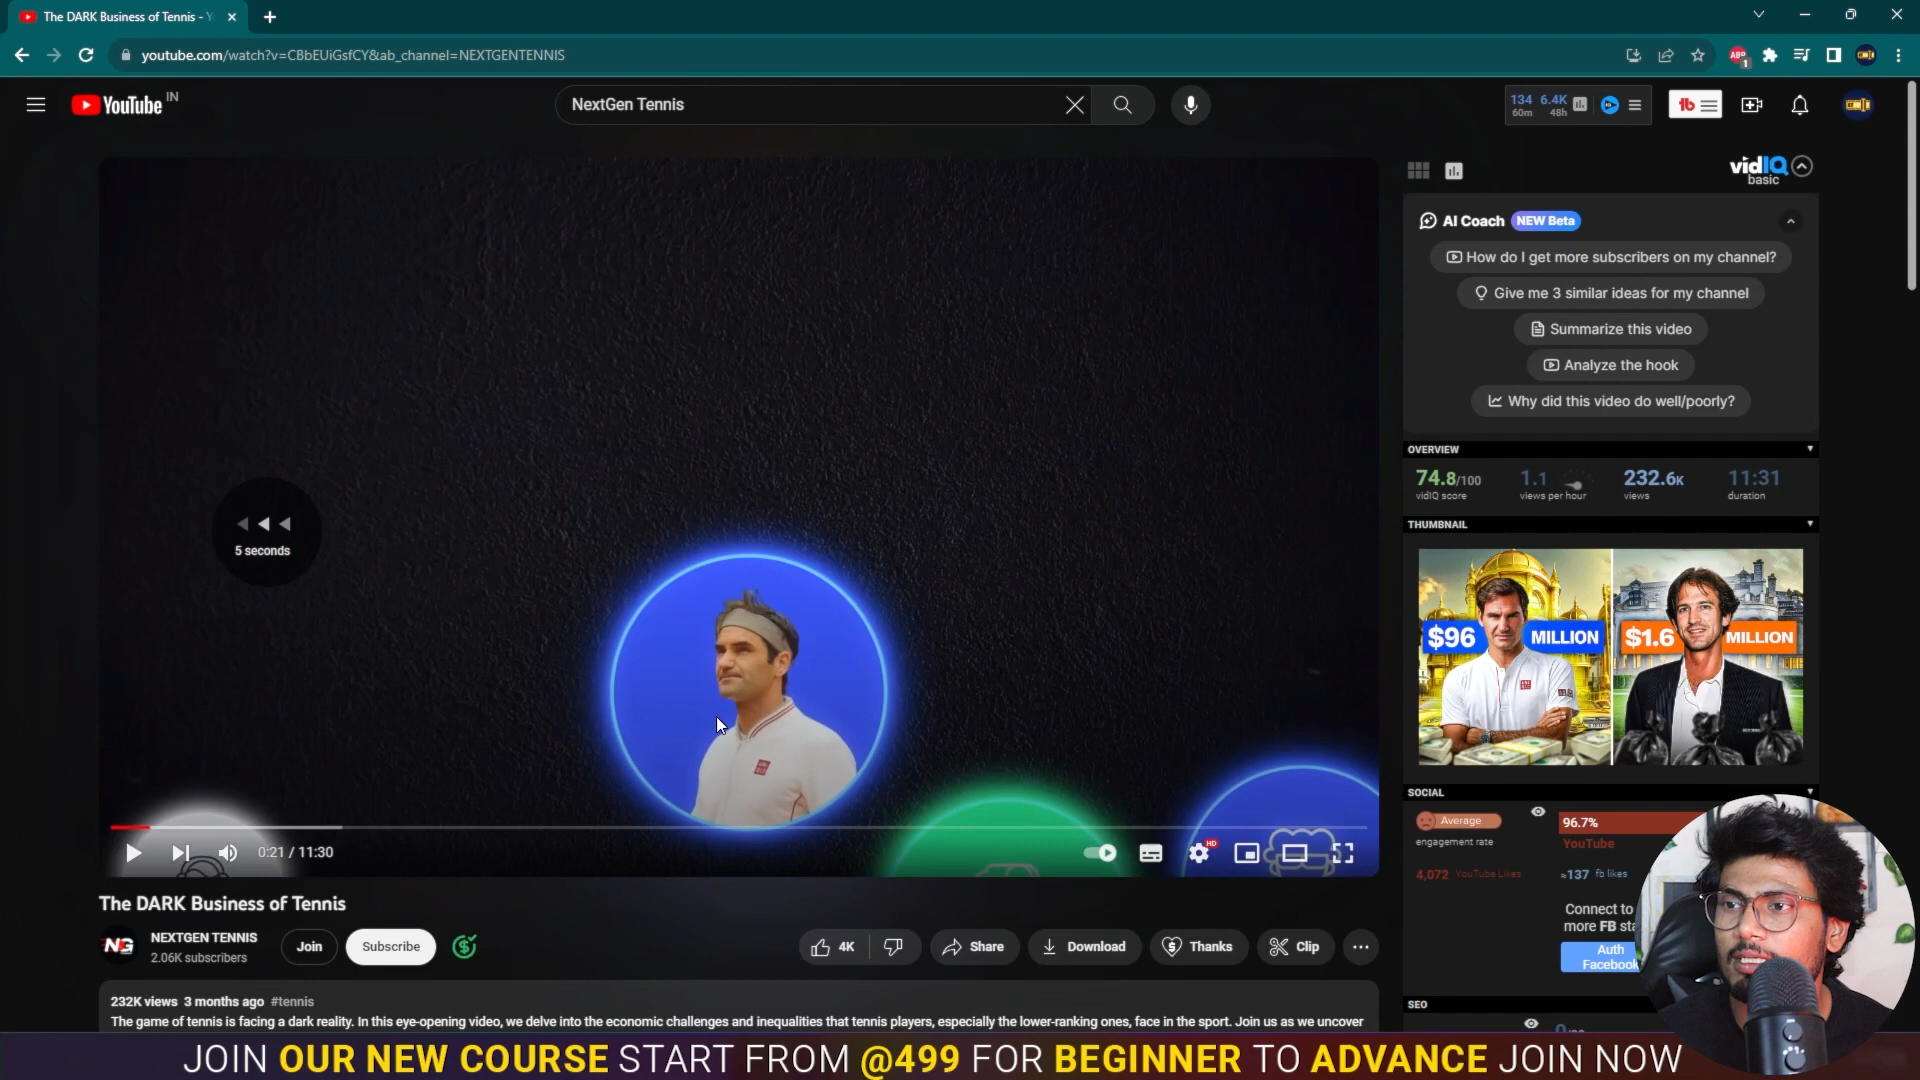 The DARK Business of Tennis - Y
youtube.com/watch?v=CBbEUiGsfCY&ab_channel=NEXTGENTENNIS
ABP
1
YouTube IN
NextGen Tennis
134 6.4K
60m 48h
tb
vidIQ
basic
AI Coach NEW Beta
How do I get more subscribers on my channel?
Give me 3 similar ideas for my channel
Summarize this video
Analyze the hook
Why did this video do well/poorly?
OVERVIEW
74.8/100 1.1 232.6K 11:31
vidIQ score views per hour views duration
THUMBNAIL
$96 MILLION $1.6 MILLION
5 seconds
SOCIAL
Average 96.7%
engagement rate YouTube
4,072 YouTube Likes ≈137 fb likes
Connect to
more FB sta
Auth
Facebook
SEO
0:21 / 11:30
HD
The DARK Business of Tennis
NG NEXTGEN TENNIS
2.06K subscribers
Join Subscribe
4K Share Download Thanks Clip
232K views 3 months ago #tennis
The game of tennis is facing a dark reality. In this eye-opening video, we delve into the economic challenges and inequalities that tennis players, especially the lower-ranking ones, face in the sport. Join us as we uncover
JOIN OUR NEW COURSE START FROM @499 FOR BEGINNER TO ADVANCE JOIN NOW